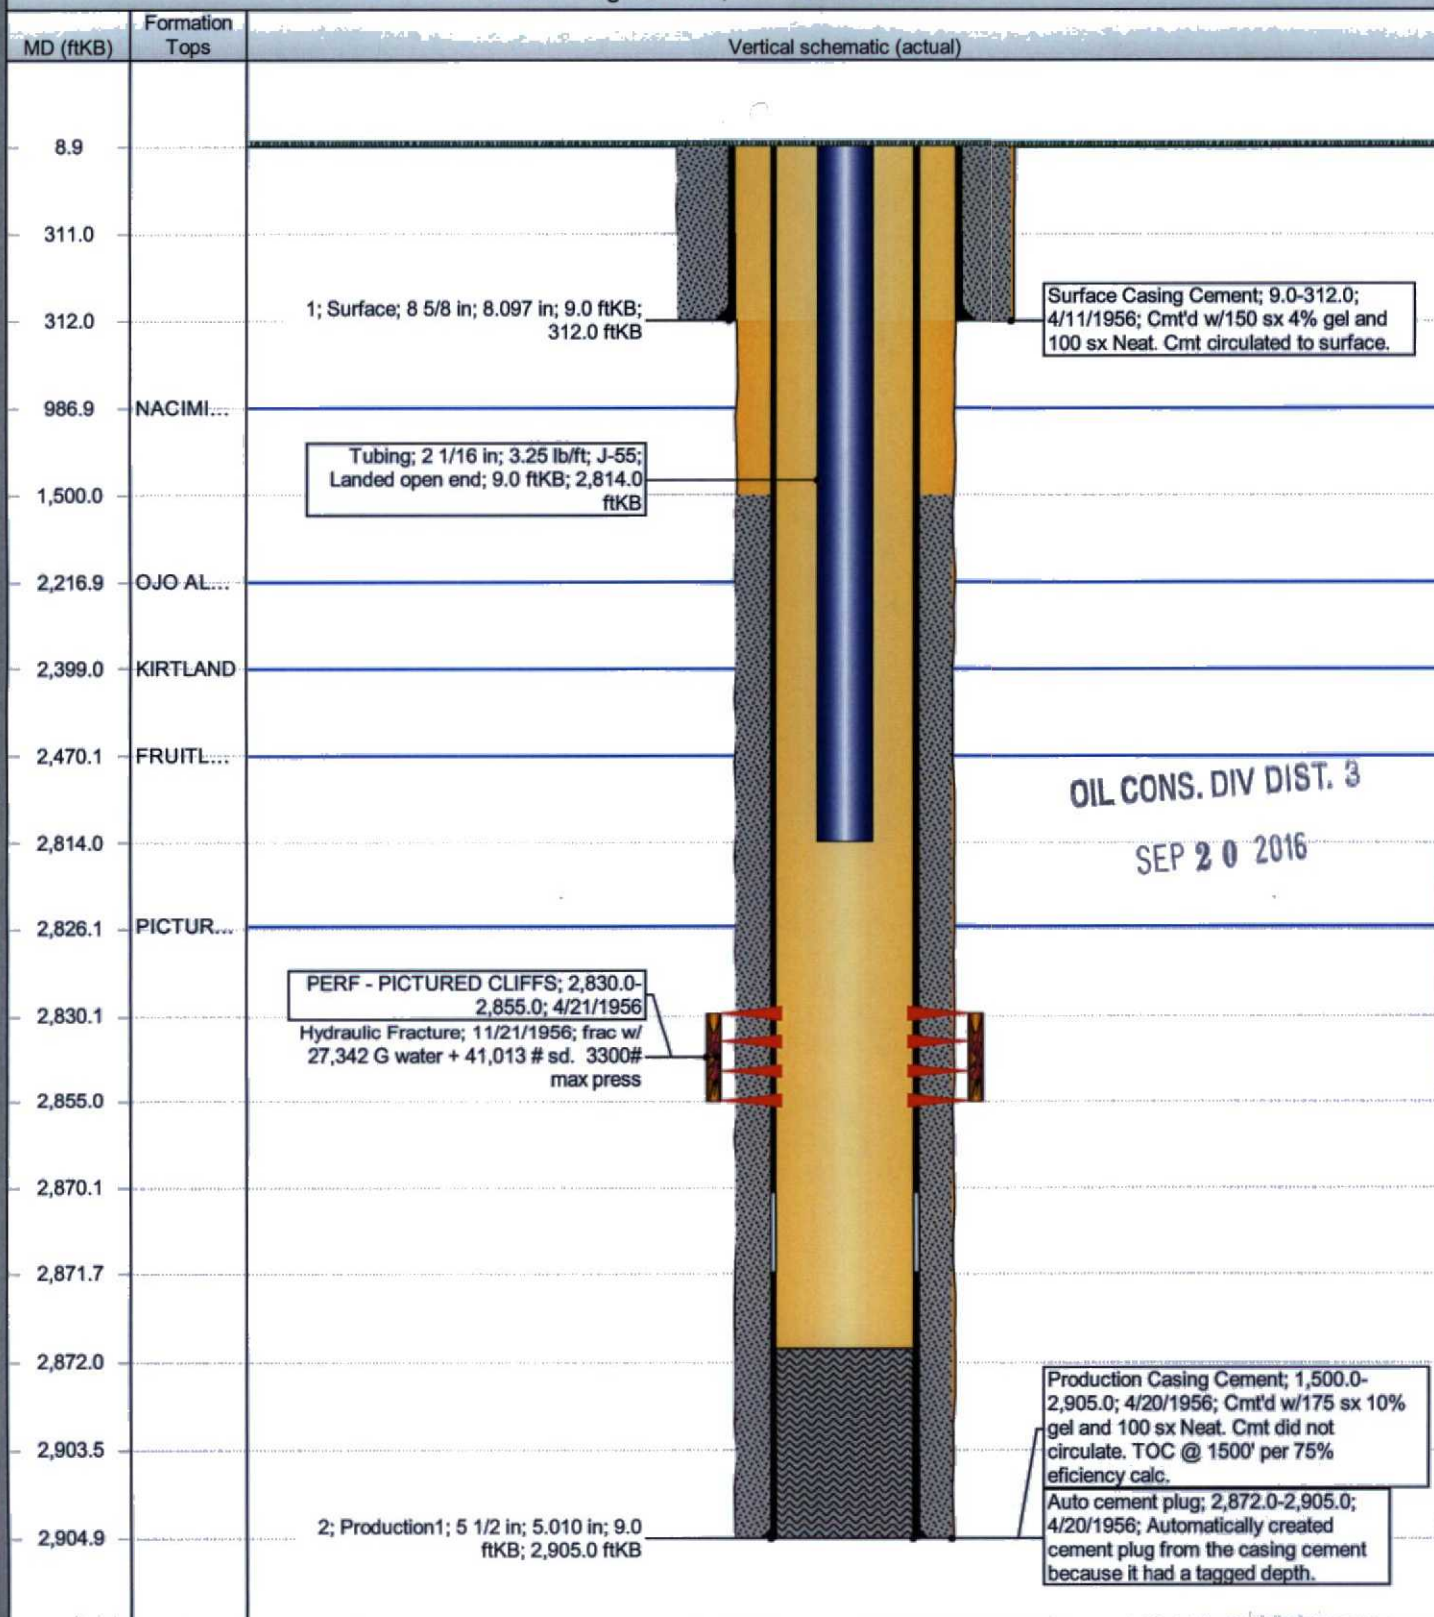 Formation
MD (ftKB) Tops Vertical schematic (actual)
8.9
311.0
1; Surface; 8 5/8 in; 8.097 in; 9.0 ftKB;
312.0 ftKB
312.0
Surface Casing Cement; 9.0-312.0;
4/11/1956; Cmt'd w/150 sx 4% gel and
100 sx Neat. Cmt circulated to surface.
986.9 NACIMI...
Tubing; 2 1/16 in; 3.25 lb/ft; J-55;
Landed open end; 9.0 ftKB; 2,814.0
ftKB
1,500.0
2,216.9 OJO AL...
2,399.0 KIRTLAND
2,470.1 FRUITL...
OIL CONS. DIV DIST. 3
SEP 20 2016
2,814.0
2,826.1 PICTUR...
PERF - PICTURED CLIFFS; 2,830.0-
2,855.0; 4/21/1956
2,830.1
Hydraulic Fracture; 11/21/1956; frac w/
27,342 G water + 41,013 # sd. 3300#
max press
2,855.0
2,870.1
2,871.7
2,872.0
Production Casing Cement; 1,500.0-
2,905.0; 4/20/1956; Cmt'd w/175 sx 10%
gel and 100 sx Neat. Cmt did not
circulate. TOC @ 1500' per 75%
eficiency calc.
2,903.5
Auto cement plug; 2,872.0-2,905.0;
4/20/1956; Automatically created
cement plug from the casing cement
because it had a tagged depth.
2; Production1; 5 1/2 in; 5.010 in; 9.0
ftKB; 2,905.0 ftKB
2,904.9